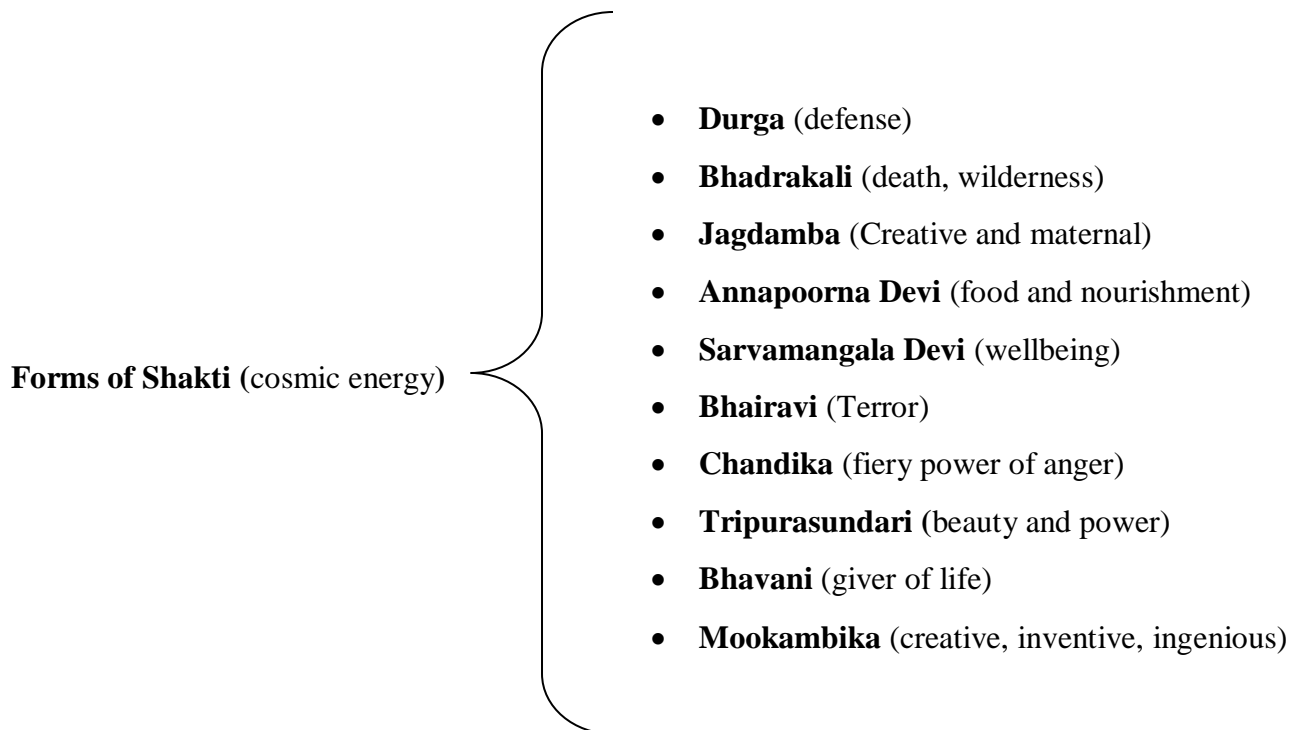 Forms of Shakti (cosmic energy)
• Durga (defense)
• Bhadrakali (death, wilderness)
• Jagdamba (Creative and maternal)
• Annapoorna Devi (food and nourishment)
• Sarvamangala Devi (wellbeing)
• Bhairavi (Terror)
• Chandika (fiery power of anger)
• Tripurasundari (beauty and power)
• Bhavani (giver of life)
• Mookambika (creative, inventive, ingenious)